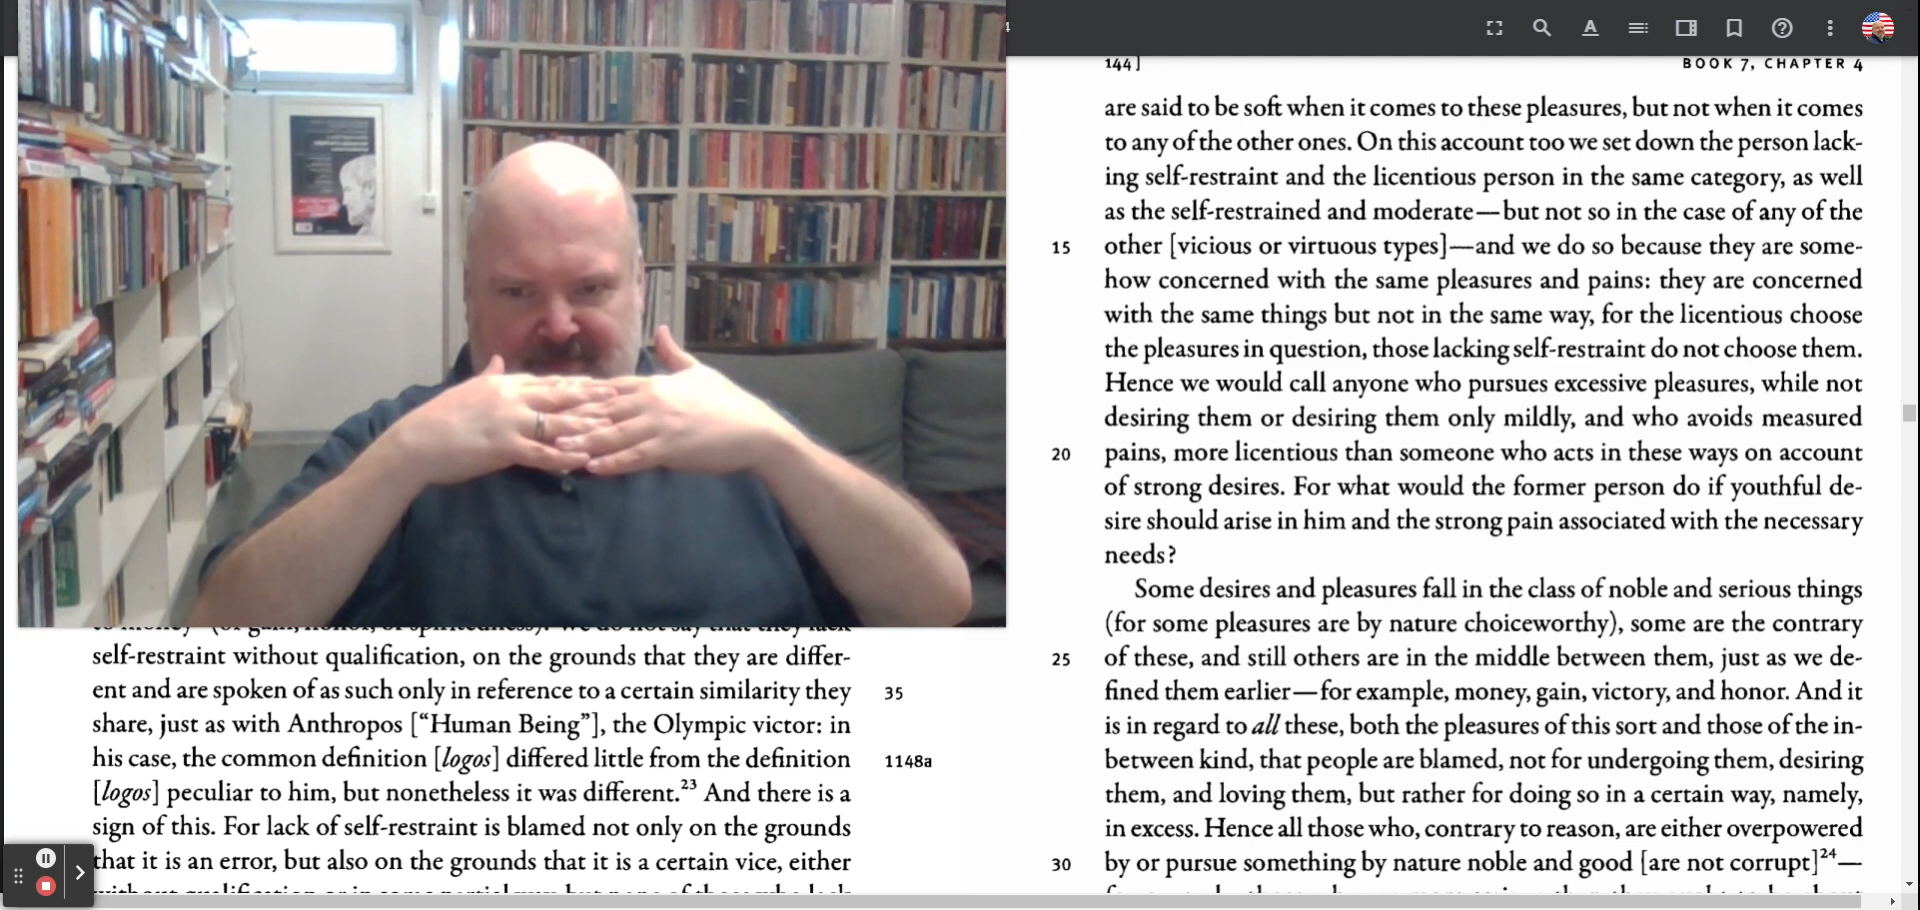 to money (or gain, honor, or spiritedness). We do not say that they lack
self-restraint without qualification, on the grounds that they are differ-
ent and are spoken of as such only in reference to a certain similarity they
35
share, just as with Anthropos [“Human Being”], the Olympic victor: in
his case, the common definition [logos] differed little from the definition
1148a
[logos] peculiar to him, but nonetheless it was different.²³ And there is a
sign of this. For lack of self-restraint is blamed not only on the grounds
that it is an error, but also on the grounds that it is a certain vice, either
144]
BOOK 7, CHAPTER 4
are said to be soft when it comes to these pleasures, but not when it comes
to any of the other ones. On this account too we set down the person lack-
ing self-restraint and the licentious person in the same category, as well
as the self-restrained and moderate—but not so in the case of any of the
15
other [vicious or virtuous types]—and we do so because they are some-
how concerned with the same pleasures and pains: they are concerned
with the same things but not in the same way, for the licentious choose
the pleasures in question, those lacking self-restraint do not choose them.
Hence we would call anyone who pursues excessive pleasures, while not
desiring them or desiring them only mildly, and who avoids measured
20
pains, more licentious than someone who acts in these ways on account
of strong desires. For what would the former person do if youthful de-
sire should arise in him and the strong pain associated with the necessary
needs?
Some desires and pleasures fall in the class of noble and serious things
(for some pleasures are by nature choiceworthy), some are the contrary
25
of these, and still others are in the middle between them, just as we de-
fined them earlier—for example, money, gain, victory, and honor. And it
is in regard to all these, both the pleasures of this sort and those of the in-
between kind, that people are blamed, not for undergoing them, desiring
them, and loving them, but rather for doing so in a certain way, namely,
in excess. Hence all those who, contrary to reason, are either overpowered
30
by or pursue something by nature noble and good [are not corrupt]²⁴—